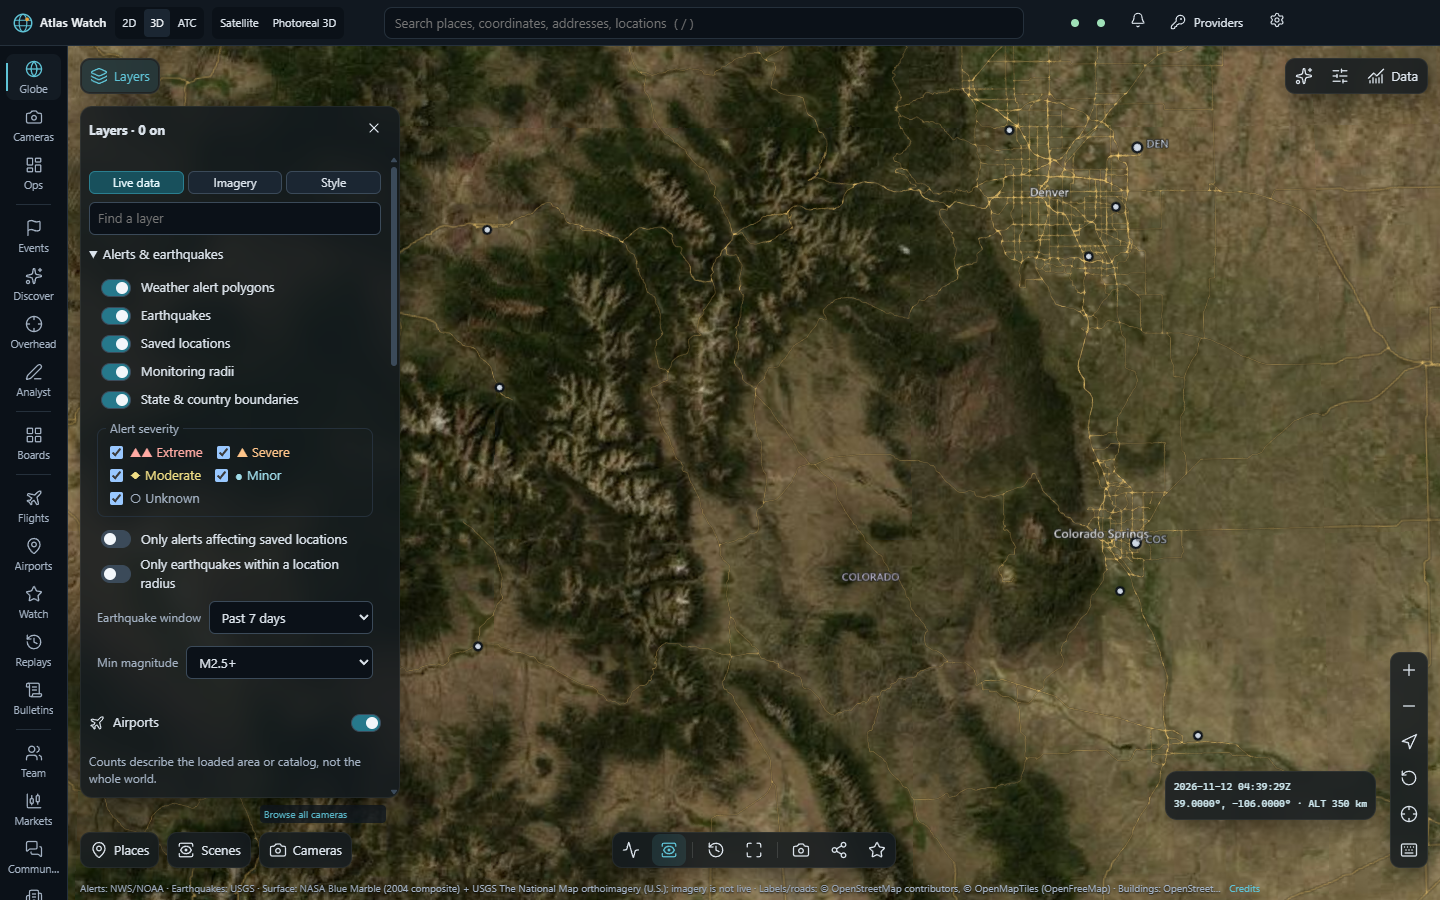 Atlas Watch
2D
3D
ATC
Satellite
Photoreal 3D
Search places, coordinates, addresses, locations ( / )
Providers
Globe
Cameras
Ops
Events
Discover
Overhead
Analyst
Boards
Flights
Airports
Watch
Replays
Bulletins
Team
Markets
Commun...
Layers
Data
Layers · 0 on
Live data
Imagery
Style
Find a layer
Alerts & earthquakes
Weather alert polygons
Earthquakes
Saved locations
Monitoring radii
State & country boundaries
Alert severity
Extreme
Severe
Moderate
Minor
Unknown
Only alerts affecting saved locations
Only earthquakes within a location
radius
Earthquake window
Past 7 days
Min magnitude
M2.5+
Airports
Counts describe the loaded area or catalog, not the
whole world.
Browse all cameras
Places
Scenes
Cameras
DEN
Denver
Colorado Springs
COS
COLORADO
2026-11-12 04:39:29Z
39.0000°, -106.0000° · ALT 350 km
Alerts: NWS/NOAA · Earthquakes: USGS · Surface: NASA Blue Marble (2004 composite) + USGS The National Map orthoimagery (U.S.); imagery is not live · Labels/roads: © OpenStreetMap contributors, © OpenMapTiles (OpenFreeMap) · Buildings: OpenStreet...
Credits